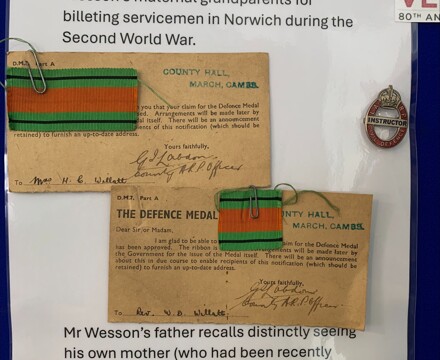 billeting servicemen in Norwich during the
Second World War.
VE
80TH AN
D.M.T. Part A
COUNTY HALL,
MARCH, CAMBS.
you that your claim for the Defence Medal
Arrangements will be made later by
dal itself. There will be an announcement
pients of this notification (which should be
retained) to furnish an up-to-date address.
Yours faithfully,
County A.R.P. Officer
To Mrs H. C. Willett
INSTRUCTOR
D.M.T. Part A
THE DEFENCE MEDAL
COUNTY HALL,
MARCH, CAMBS.
Dear Sir or Madam,
I am glad to be able to
claim for the Defence Medal
has been approved. The ribbon is
ngements will be made later
by the Government for the issue of the Medal itself. There will be an announcement
about this in due course to enable recipients of this notification (which should be
retained) to furnish an up-to-date address.
Yours faithfully,
County A.R.P. Officer
To Rev. W. D. Willett
Mr Wesson's father recalls distinctly seeing
his own mother (who had been recently